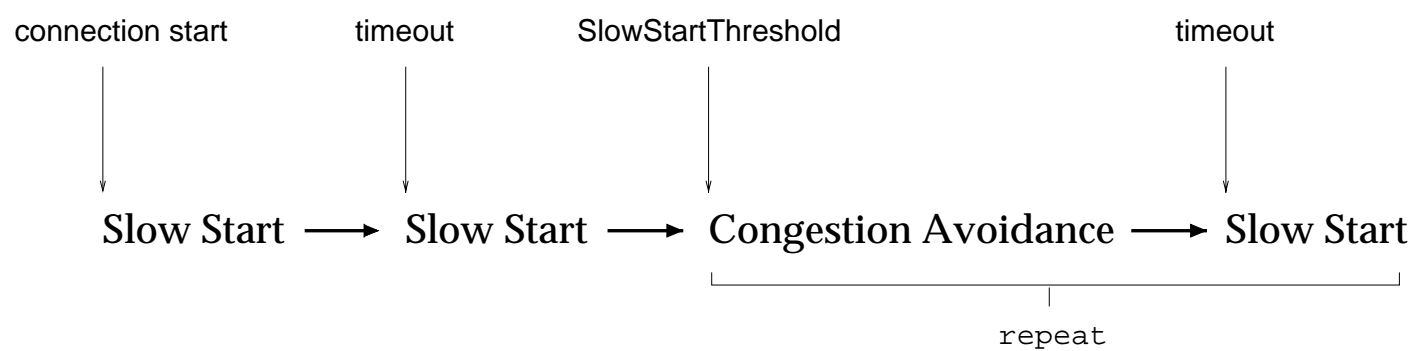 connection start timeout SlowStartThreshold timeout
Slow Start Slow Start Congestion Avoidance Slow Start
repeat